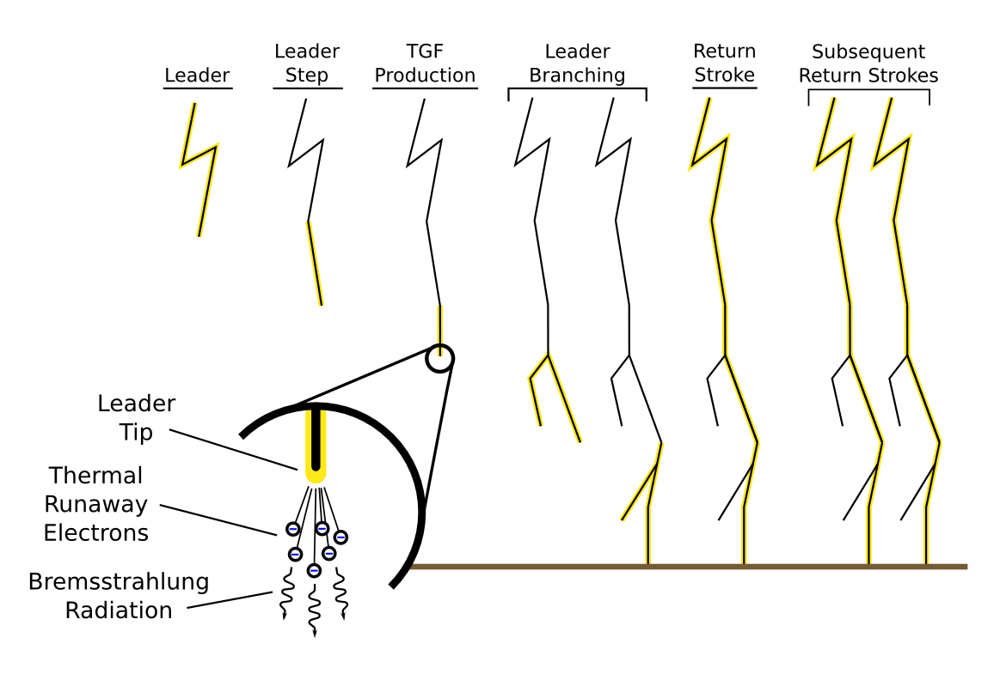 Leader
Leader
Step
TGF
Production
Leader
Branching
Return
Stroke
Subsequent
Return Strokes
Leader
Tip
Thermal
Runaway
Electrons
Bremsstrahlung
Radiation